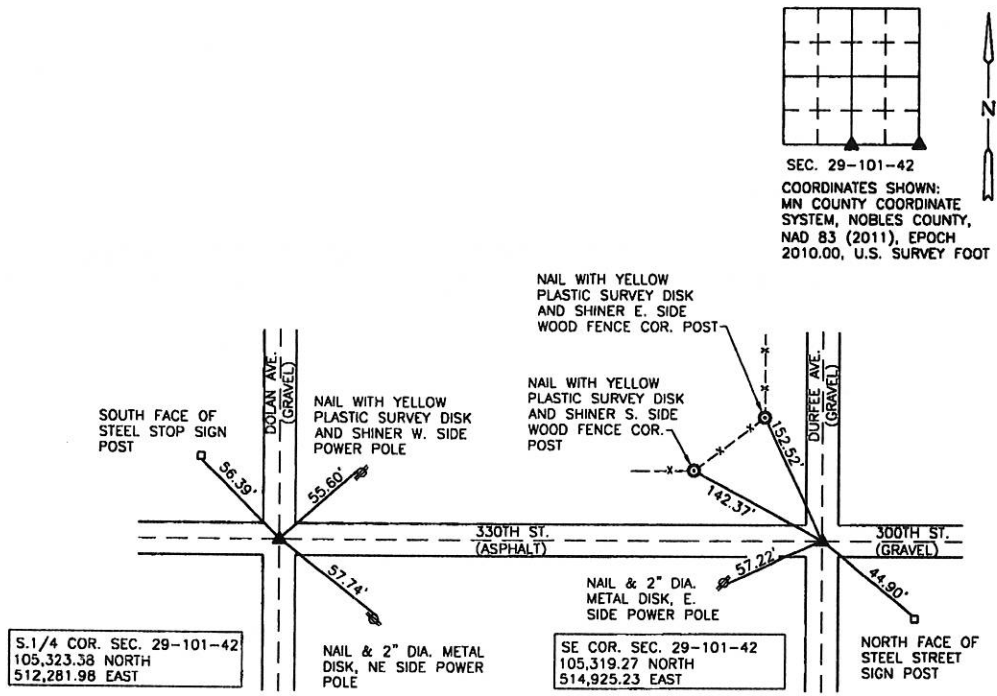 N
SEC. 29-101-42
COORDINATES SHOWN:
MN COUNTY COORDINATE
SYSTEM, NOBLES COUNTY,
NAD 83 (2011), EPOCH
2010.00, U.S. SURVEY FOOT
NAIL WITH YELLOW
PLASTIC SURVEY DISK
AND SHINER E. SIDE
WOOD FENCE COR. POST
NAIL WITH YELLOW
PLASTIC SURVEY DISK
AND SHINER S. SIDE
WOOD FENCE COR.
POST
DOLAN AVE.
(GRAVEL)
DURFEE AVE.
(GRAVEL)
SOUTH FACE OF
STEEL STOP SIGN
POST
NAIL WITH YELLOW
PLASTIC SURVEY DISK
AND SHINER W. SIDE
POWER POLE
56.39'
55.60'
152.52'
142.37'
330TH ST.
(ASPHALT)
300TH ST.
(GRAVEL)
57.74'
57.22'
44.90'
NAIL & 2" DIA.
METAL DISK, E.
SIDE POWER POLE
S.1/4 COR. SEC. 29-101-42
105,323.38 NORTH
512,281.98 EAST
NAIL & 2" DIA. METAL
DISK, NE SIDE POWER
POLE
SE COR. SEC. 29-101-42
105,319.27 NORTH
514,925.23 EAST
NORTH FACE OF
STEEL STREET
SIGN POST